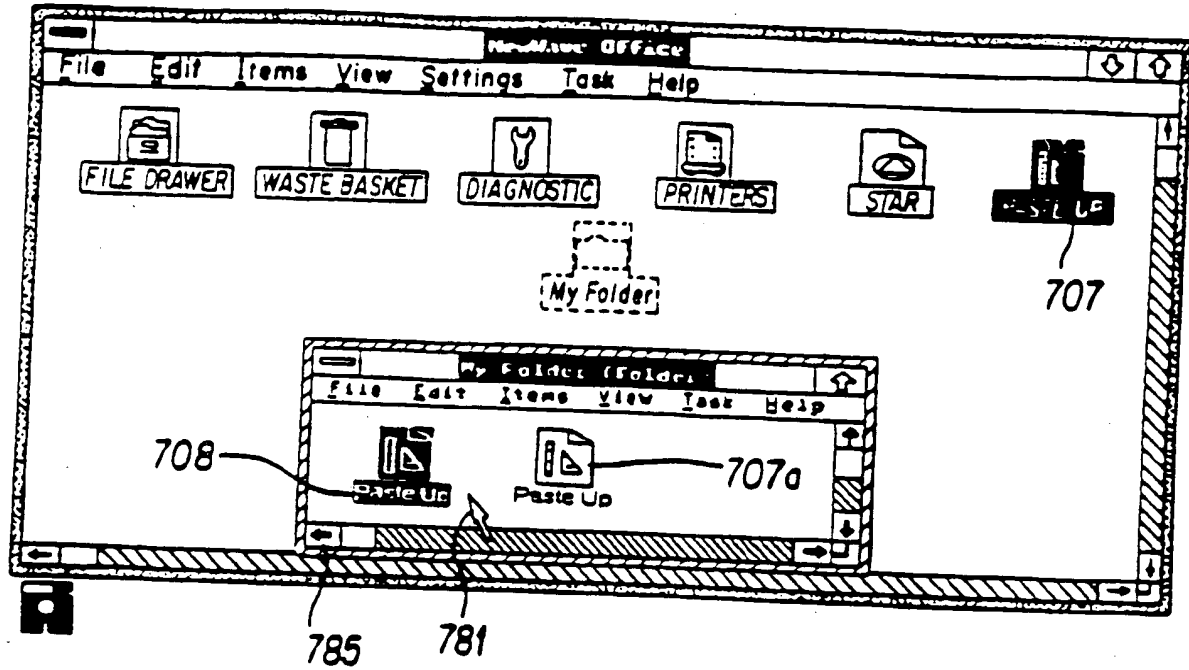 NewWave Office
File Edit Items View Settings Task Help
FILE DRAWER WASTE BASKET DIAGNOSTIC PRINTERS STAR
707
My Folder
My Folder (Folder
File Edit Items View Task Help
708
707a
Paste Up Paste Up
785 781